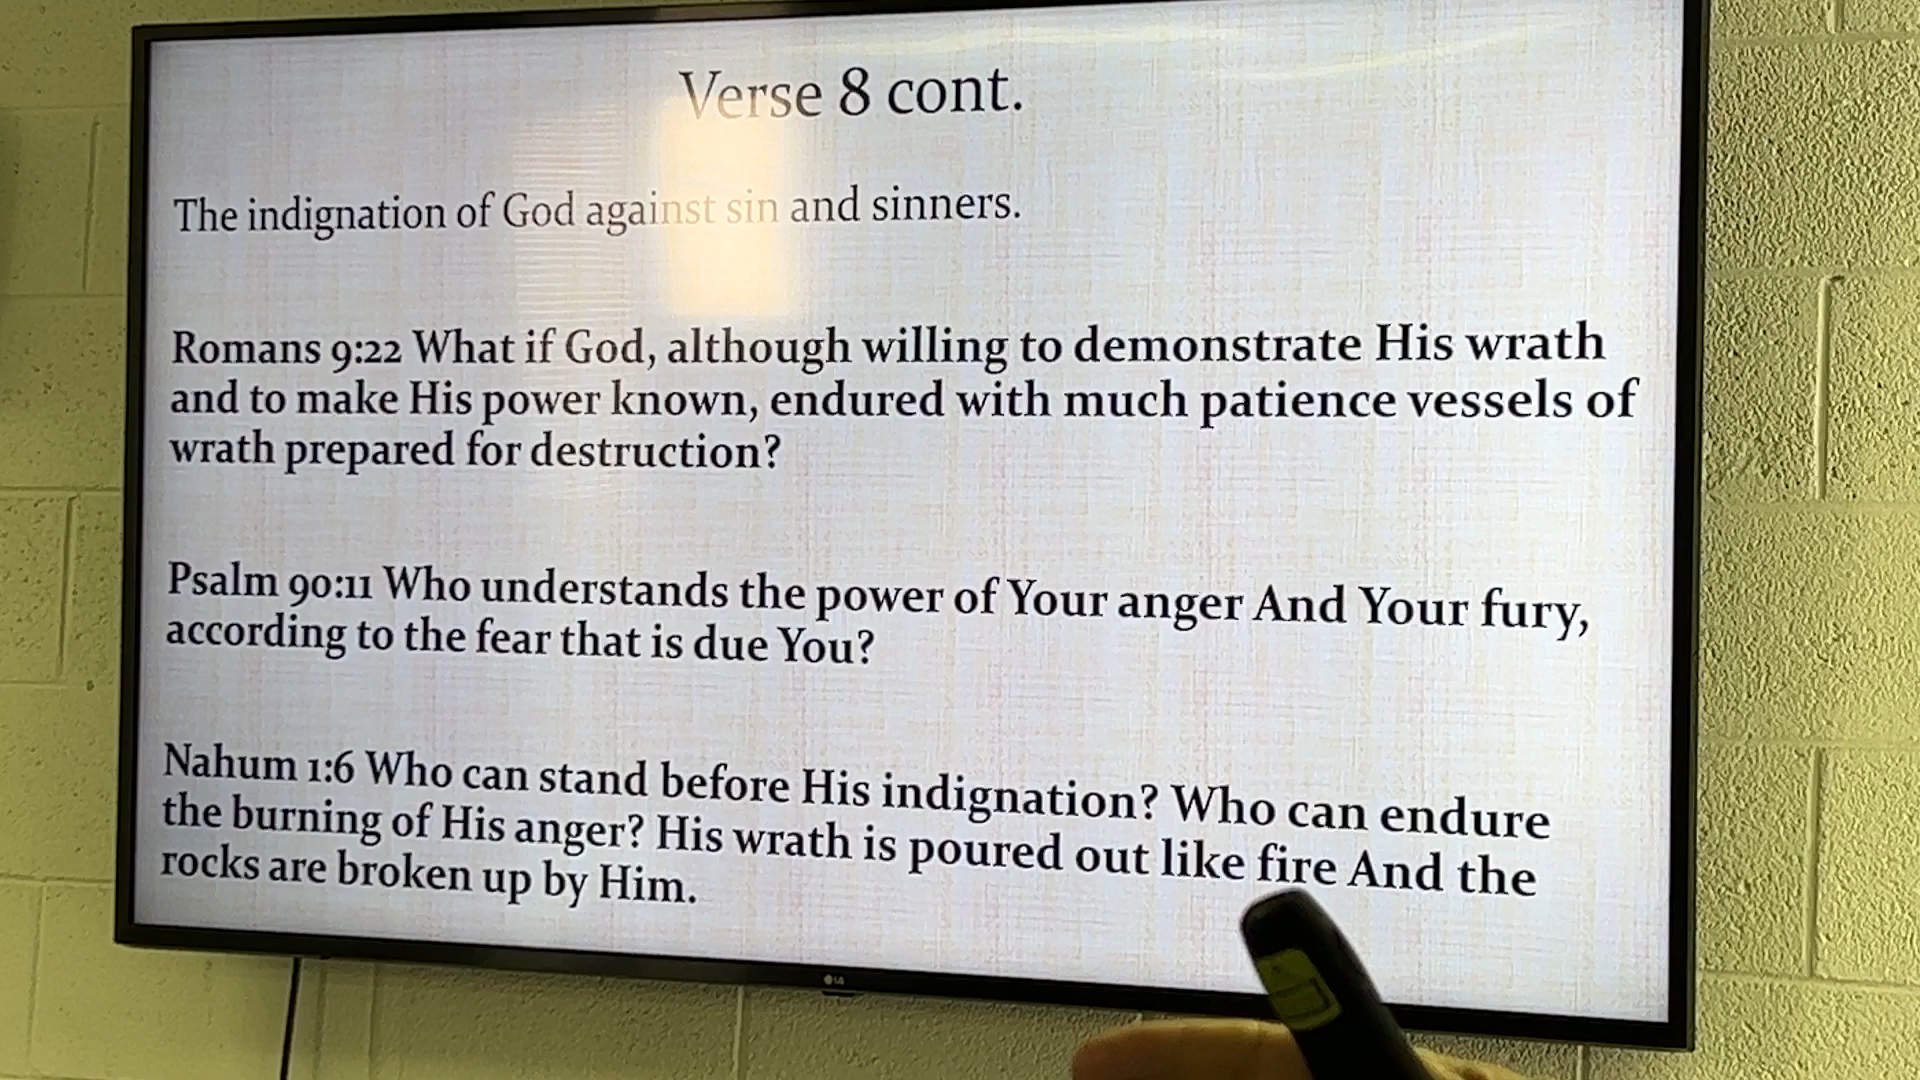 Verse 8 cont.
The indignation of God against sin and sinners.
Romans 9:22 What if God, although willing to demonstrate His wrath
and to make His power known, endured with much patience vessels of
wrath prepared for destruction?
Psalm 90:11 Who understands the power of Your anger And Your fury,
according to the fear that is due You?
Nahum 1:6 Who can stand before His indignation? Who can endure
the burning of His anger? His wrath is poured out like fire And the
rocks are broken up by Him.
LG